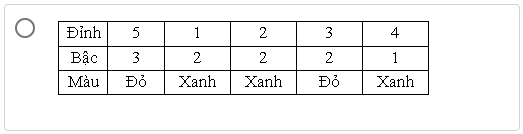 Đỉnh 5 1 2 3 4
Bậc 3 2 2 2 1
Màu Đỏ Xanh Xanh Đỏ Xanh